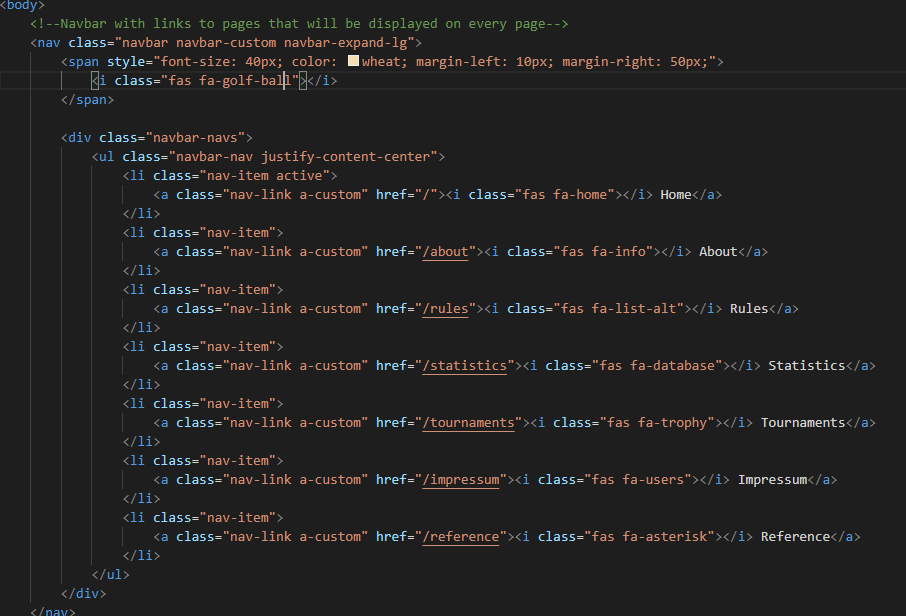 <body>
<!--Navbar with links to pages that will be displayed on every page-->
<nav class="navbar navbar-custom navbar-expand-lg">
<span style="font-size: 40px; color: wheat; margin-left: 10px; margin-right: 50px;">
<i class="fas fa-golf-ball"></i>
</span>
<div class="navbar-navs">
<ul class="navbar-nav justify-content-center">
<li class="nav-item active">
<a class="nav-link a-custom" href="/"><i class="fas fa-home"></i> Home</a>
</li>
<li class="nav-item">
<a class="nav-link a-custom" href="/about"><i class="fas fa-info"></i> About</a>
</li>
<li class="nav-item">
<a class="nav-link a-custom" href="/rules"><i class="fas fa-list-alt"></i> Rules</a>
</li>
<li class="nav-item">
<a class="nav-link a-custom" href="/statistics"><i class="fas fa-database"></i> Statistics</a>
</li>
<li class="nav-item">
<a class="nav-link a-custom" href="/tournaments"><i class="fas fa-trophy"></i> Tournaments</a>
</li>
<li class="nav-item">
<a class="nav-link a-custom" href="/impressum"><i class="fas fa-users"></i> Impressum</a>
</li>
<li class="nav-item">
<a class="nav-link a-custom" href="/reference"><i class="fas fa-asterisk"></i> Reference</a>
</li>
</ul>
</div>
</nav>